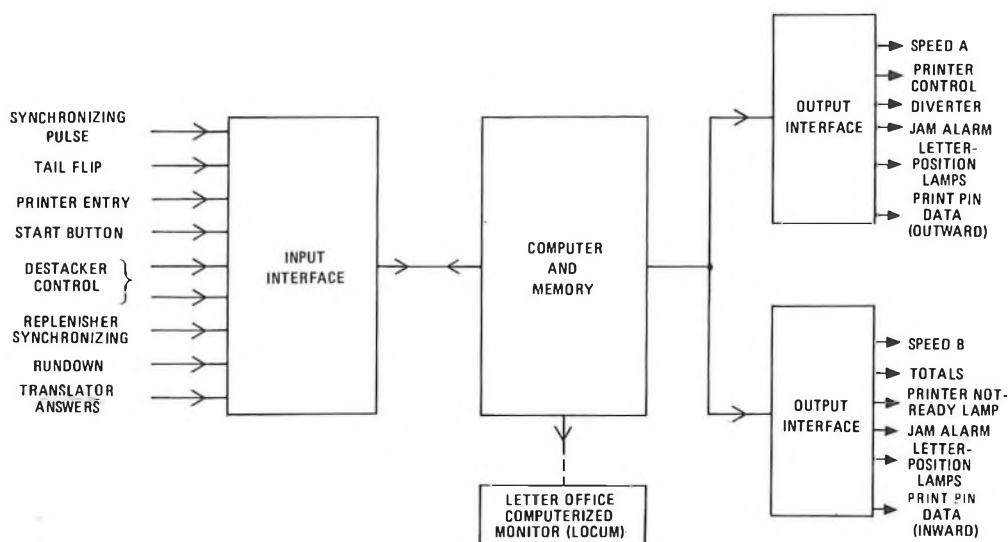 SYNCHRONIZING
PULSE
TAIL FLIP
PRINTER ENTRY
START BUTTON
DESTACKER
CONTROL
REPLENISHER
SYNCHRONIZING
RUNDOWN
TRANSLATOR
ANSWERS
INPUT
INTERFACE
COMPUTER
AND
MEMORY
LETTER OFFICE
COMPUTERIZED
MONITOR (LOCUM)
OUTPUT
INTERFACE
SPEED A
PRINTER
CONTROL
DIVERTER
JAM ALARM
LETTER-
POSITION
LAMPS
PRINT PIN
DATA
(OUTWARD)
OUTPUT
INTERFACE
SPEED B
TOTALS
PRINTER NOT-
READY LAMP
JAM ALARM
LETTER-
POSITION
LAMPS
PRINT PIN
DATA
(INWARD)